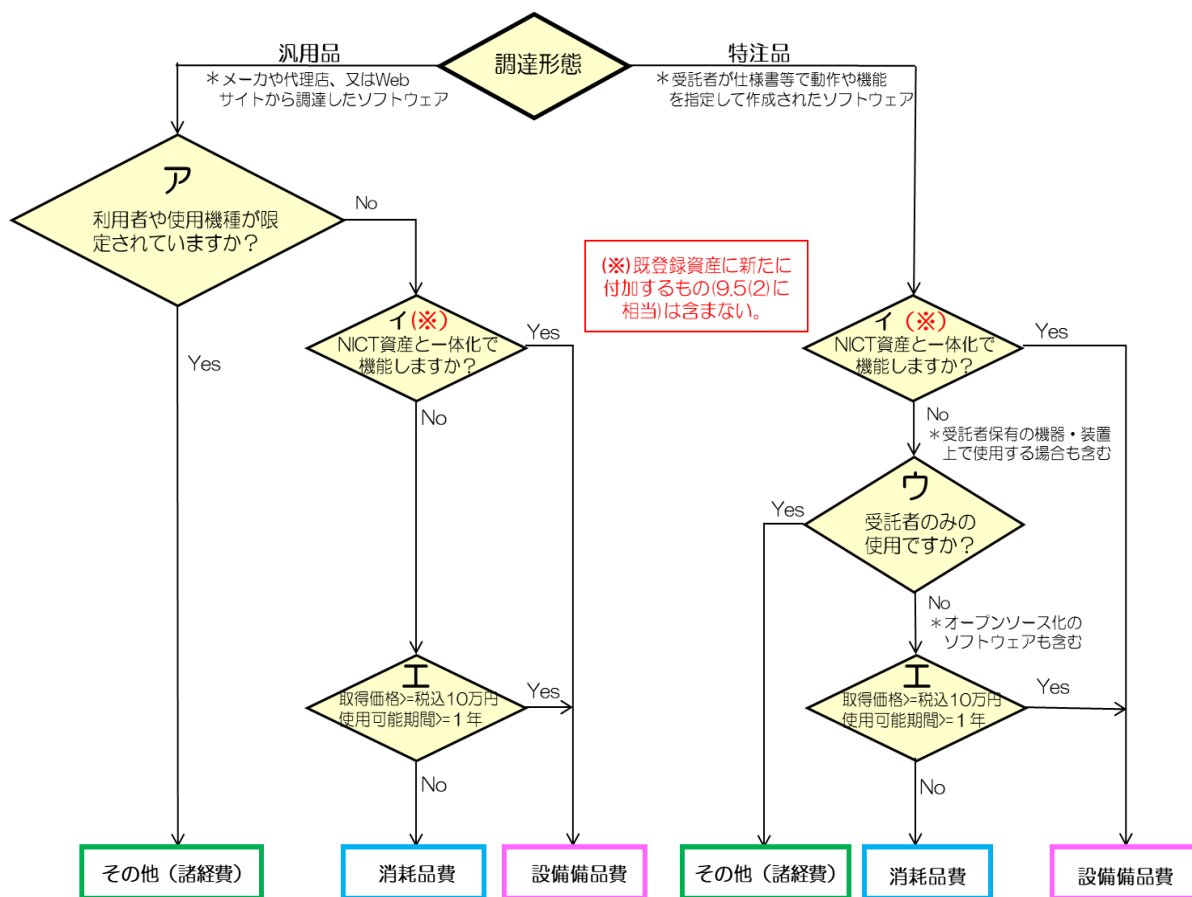 調達形態
汎用品
＊メーカや代理店、又はWeb
サイトから調達したソフトウェア
特注品
＊受託者が仕様書等で動作や機能
を指定して作成されたソフトウェア
ア
利用者や使用機種が限
定されていますか？
No
Yes
イ(※)
NICT資産と一体化で
機能しますか？
Yes
No
(※)既登録資産に新たに
付加するもの(9.5(2)に
相当)は含まない。
イ（※）
NICT資産と一体化で
機能しますか？
Yes
No
＊受託者保有の機器・装置
上で使用する場合も含む
ウ
受託者のみの
使用ですか？
Yes
No
＊オープンソース化の
ソフトウェアも含む
エ
取得価格>=税込10万円
使用可能期間>=１年
Yes
No
エ
取得価格>=税込10万円
使用可能期間>=１年
Yes
No
その他（諸経費）
消耗品費
設備備品費
その他（諸経費）
消耗品費
設備備品費